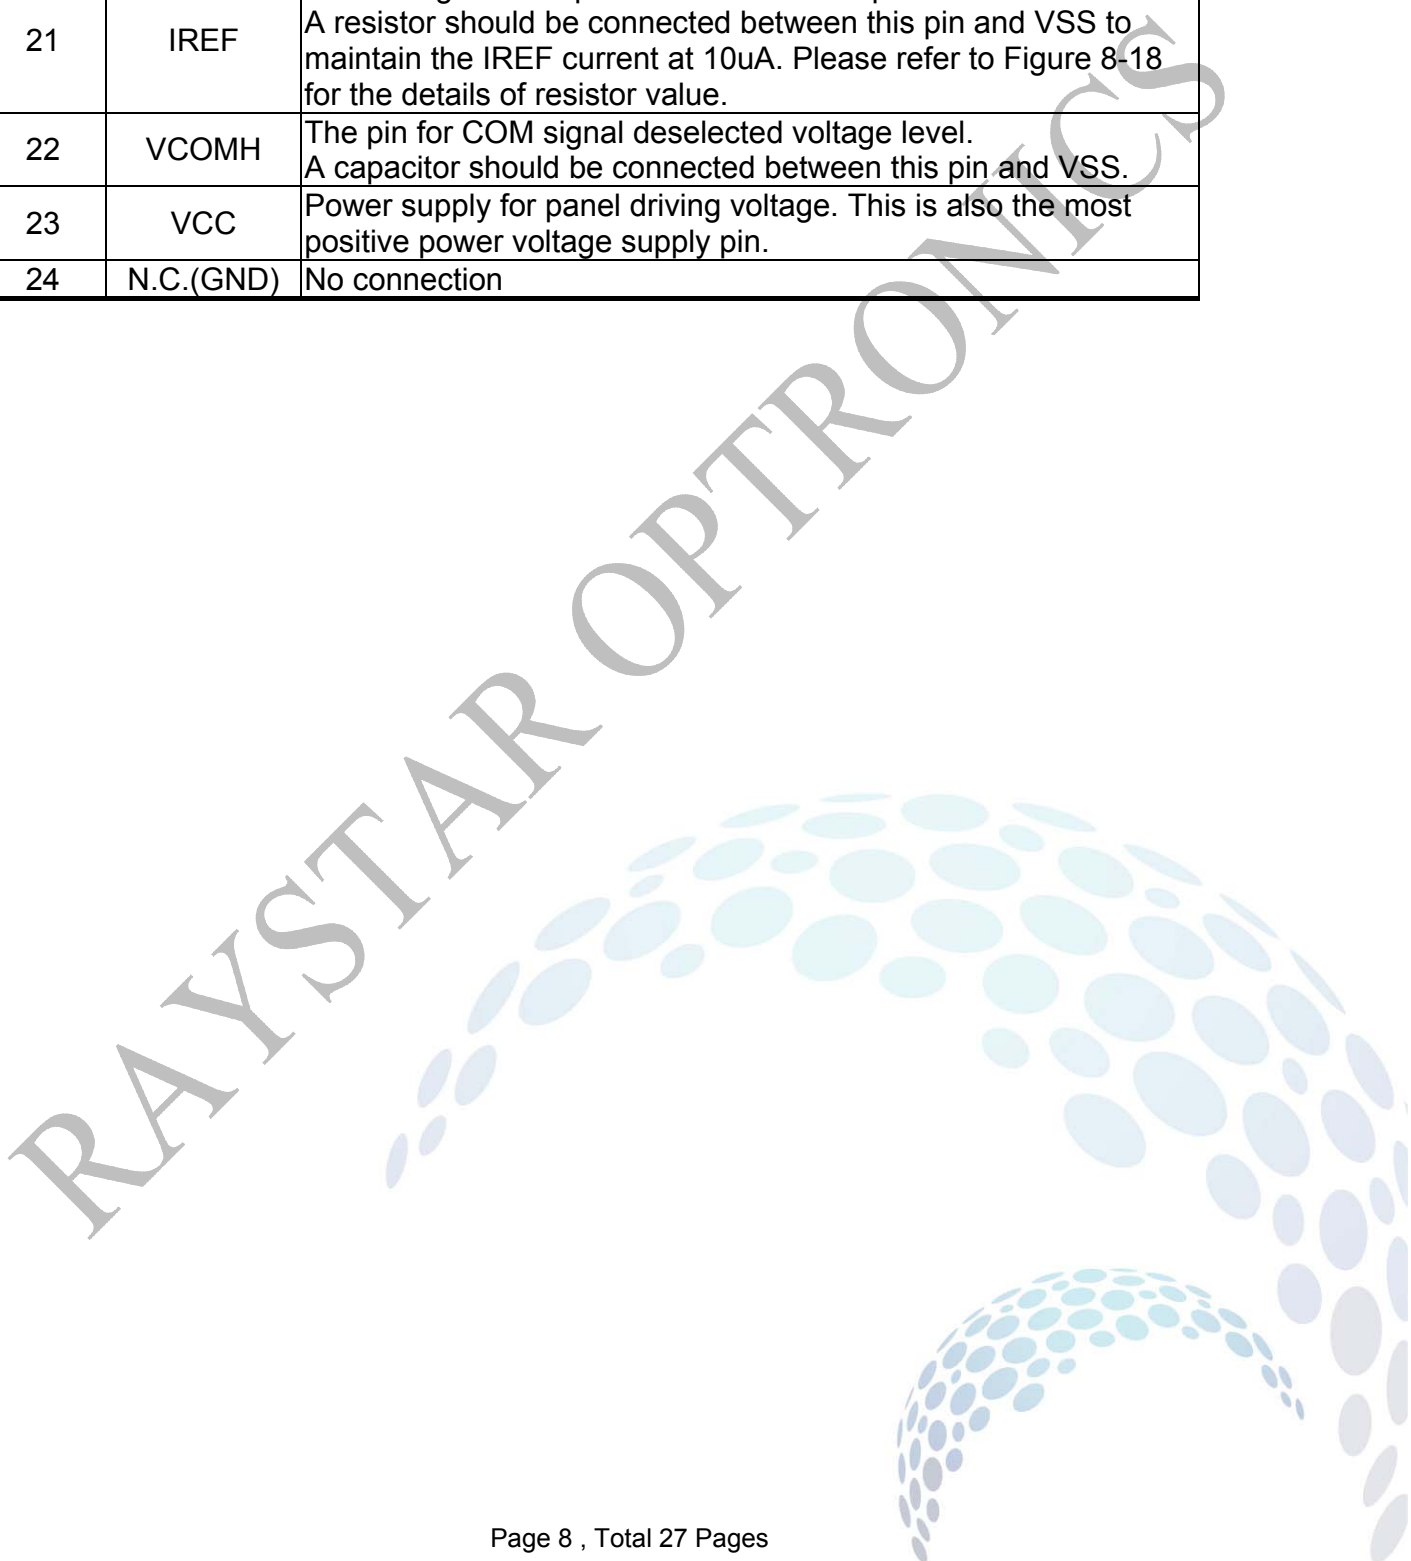 21 IREF A resistor should be connected between this pin and VSS to
maintain the IREF current at 10uA. Please refer to Figure 8-18
for the details of resistor value.
22 VCOMH The pin for COM signal deselected voltage level.
A capacitor should be connected between this pin and VSS.
23 VCC Power supply for panel driving voltage. This is also the most
positive power voltage supply pin.
24 N.C.(GND) No connection
RAYSTAR OPTRONICS
Page 8 , Total 27 Pages